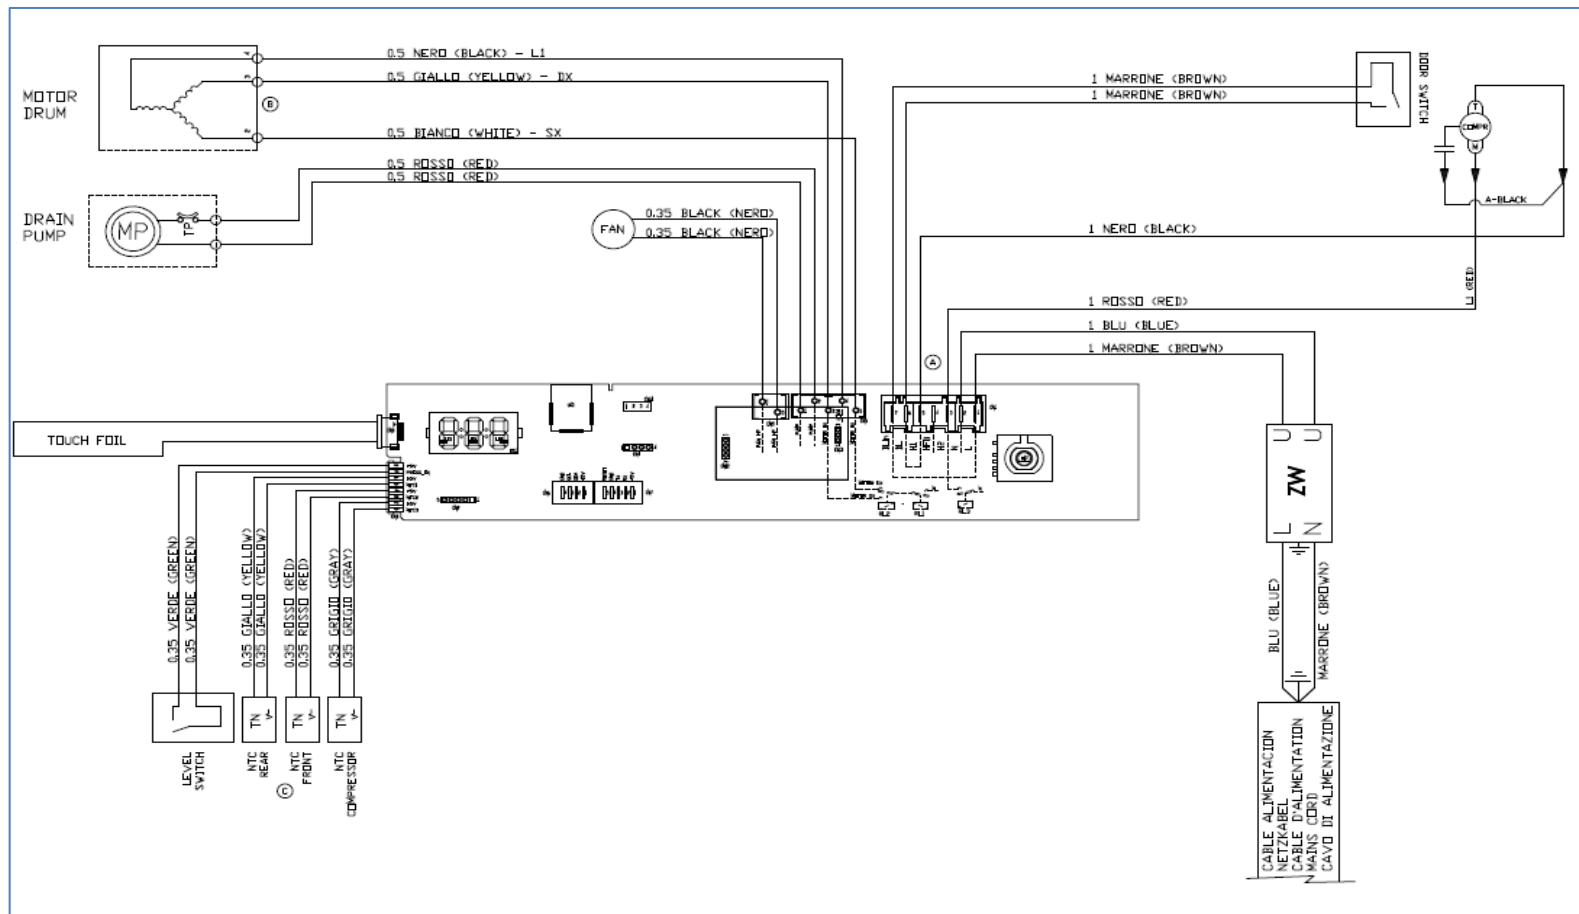 0.5 NERO (BLACK) - L1
0.5 GIALLO (YELLOW) - DX
MOTOR
DRUM
B
0.5 BIANCO (WHITE) - SX
0.5 ROSSO (RED)
0.5 ROSSO (RED)
DRAIN
PUMP
MP
TP
FAN
0.35 BLACK (NERO)
0.35 BLACK (NERO)
1 MARRONE (BROWN)
1 MARRONE (BROWN)
DOOR SWITCH
T
COMPR
M
A-BLACK
1 NERO (BLACK)
L (RED)
1 ROSSO (RED)
1 BLU (BLUE)
1 MARRONE (BROWN)
A
TOUCH FOIL
N
L
U U
ZW
L
N
BLU (BLUE)
MARRONE (BROWN)
0.35 VERDE (GREEN)
0.35 VERDE (GREEN)
0.35 GIALLO (YELLOW)
0.35 GIALLO (YELLOW)
0.35 ROSSO (RED)
0.35 ROSSO (RED)
0.35 GRIGIO (GRAY)
0.35 GRIGIO (GRAY)
TN
TN
TN
LEVEL
SWITCH
NTC
REAR
NTC
FRONT
NTC
COMPRESSOR
C
CABLE ALIMENTACION
NETZKABEL
CABLE D'ALIMENTATION
MAINS CORD
CAVO DI ALIMENTAZIONE